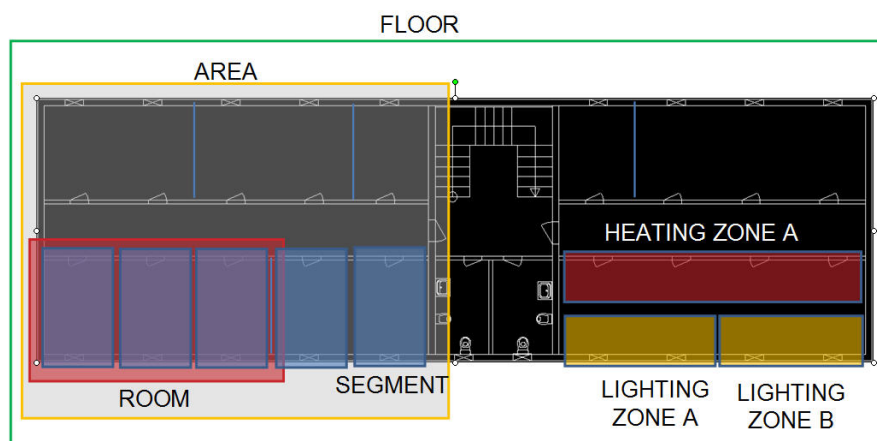 FLOOR
AREA
HEATING ZONE A
ROOM
SEGMENT
LIGHTING
ZONE A
LIGHTING
ZONE B